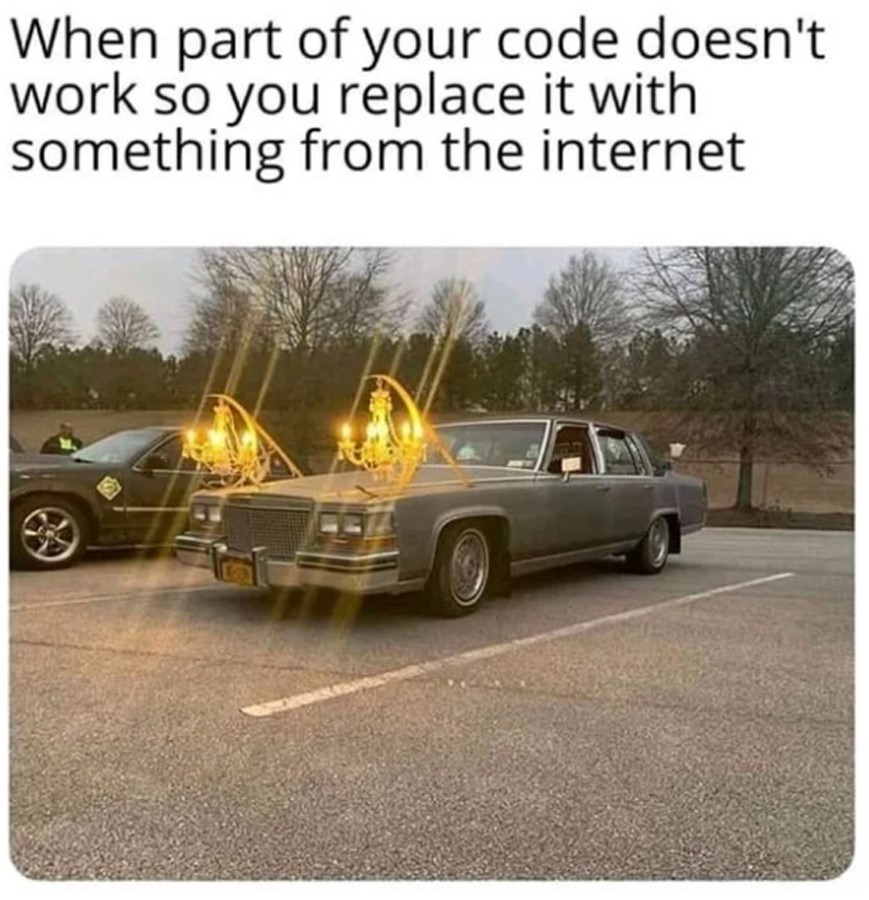 When part of your code doesn't
work so you replace it with
something from the internet